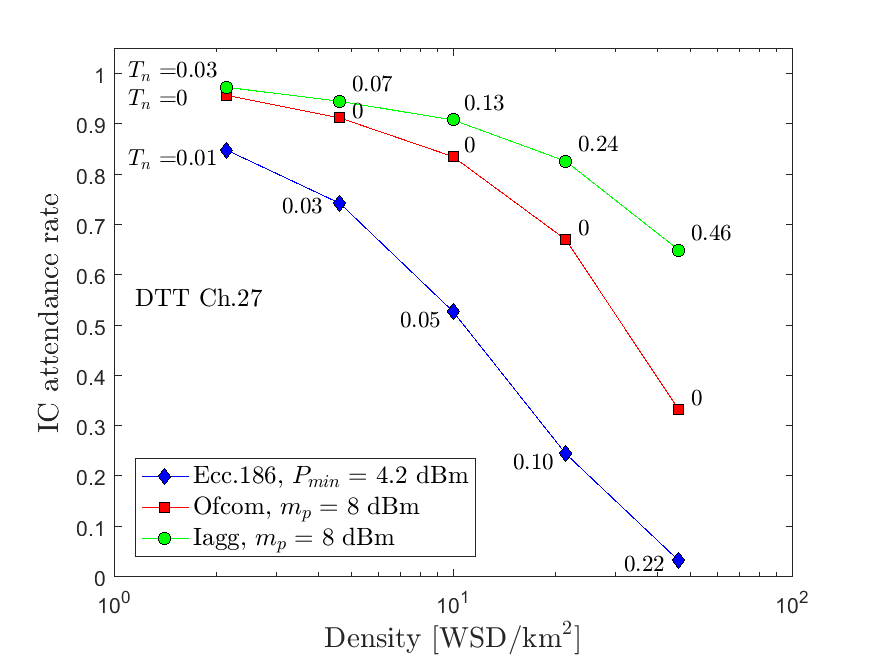 1
0.9
0.8
0.7
0.6
0.5
0.4
0.3
0.2
0.1
0
IC attendance rate
T_n =0.03
T_n =0
T_n =0.01
0.07
0
0.03
0.13
0
0.05
0.24
0
0.10
0.46
0
0.22
DTT Ch.27
Ecc.186, P_min = 4.2 dBm
Ofcom, m_p = 8 dBm
Iagg, m_p = 8 dBm
10^0
10^1
10^2
Density [WSD/km^2]